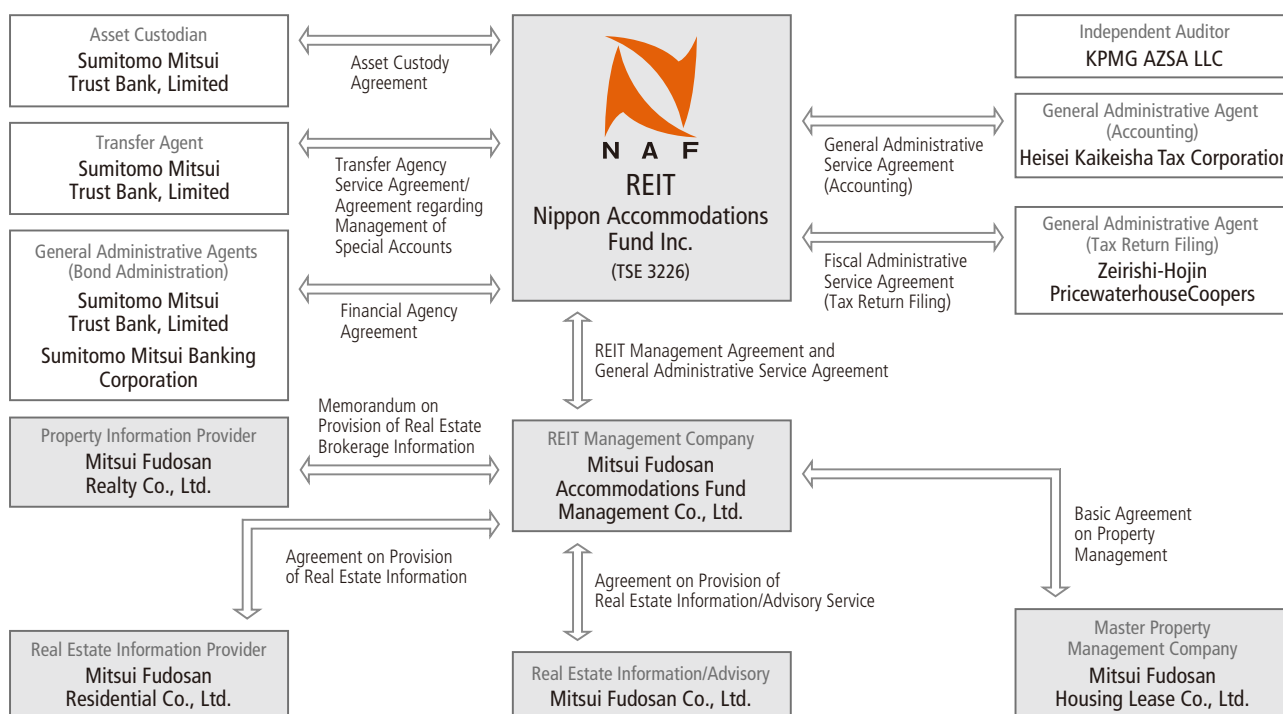 Asset Custodian
Sumitomo Mitsui
Trust Bank, Limited
Asset Custody
Agreement
Transfer Agent
Sumitomo Mitsui
Trust Bank, Limited
Transfer Agency
Service Agreement/
Agreement regarding
Management of
Special Accounts
General Administrative Agents
(Bond Administration)
Sumitomo Mitsui
Trust Bank, Limited
Sumitomo Mitsui Banking
Corporation
Financial Agency
Agreement
NAF
REIT
Nippon Accommodations
Fund Inc.
(TSE 3226)
Independent Auditor
KPMG AZSA LLC
General Administrative
Service Agreement
(Accounting)
General Administrative Agent
(Accounting)
Heisei Kaikeisha Tax Corporation
Fiscal Administrative
Service Agreement
(Tax Return Filing)
General Administrative Agent
(Tax Return Filing)
Zeirishi-Hojin
PricewaterhouseCoopers
REIT Management Agreement and
General Administrative Service Agreement
Property Information Provider
Mitsui Fudosan
Realty Co., Ltd.
Memorandum on
Provision of Real Estate
Brokerage Information
REIT Management Company
Mitsui Fudosan
Accommodations Fund
Management Co., Ltd.
Basic Agreement
on Property
Management
Agreement on Provision
of Real Estate Information
Agreement on Provision of
Real Estate Information/Advisory Service
Real Estate Information Provider
Mitsui Fudosan
Residential Co., Ltd.
Real Estate Information/Advisory
Mitsui Fudosan Co., Ltd.
Master Property
Management Company
Mitsui Fudosan
Housing Lease Co., Ltd.